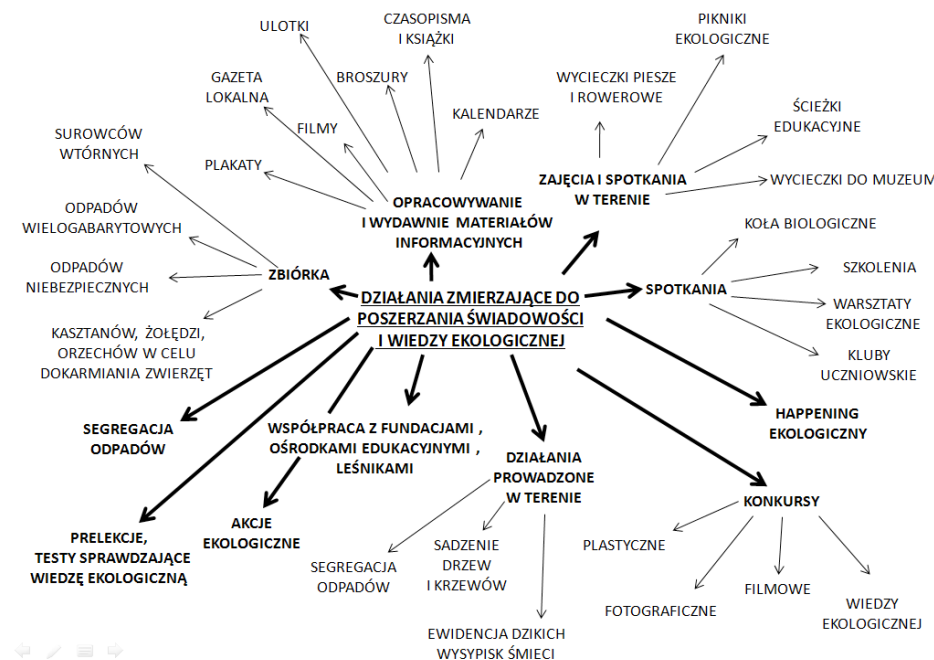 ULOTKI
CZASOPISMA
I KSIĄŻKI
PIKNIKI
EKOLOGICZNE
GAZETA
LOKALNA
BROSZURY
WYCIECZKI PIESZE
I ROWEROWE
KALENDARZE
ŚCIEŻKI
EDUKACYJNE
FILMY
SUROWCÓW
WTÓRNYCH
PLAKATY
ZAJĘCIA I SPOTKANIA
W TERENIE
WYCIECZKI DO MUZEUM
OPRACOWYWANIE
I WYDAWNIE MATERIAŁÓW
INFORMACYJNYCH
ODPADÓW
WIELOGABARYTOWYCH
KOŁA BIOLOGICZNE
ODPADÓW
NIEBEZPIECZNYCH
ZBIÓRKA
SZKOLENIA
SPOTKANIA
DZIAŁANIA ZMIERZAJĄCE DO
POSZERZANIA ŚWIADOWOŚCI
I WIEDZY EKOLOGICZNEJ
WARSZTATY
EKOLOGICZNE
KASZTANÓW, ŻOŁĘDZI,
ORZECHÓW W CELU
DOKARMIANIA ZWIERZĘT
KLUBY
UCZNIOWSKIE
SEGREGACJA
ODPADÓW
WSPÓŁPRACA Z FUNDACJAMI ,
OŚRODKAMI EDUKACYJNYMI ,
LEŚNIKAMI
HAPPENING
EKOLOGICZNY
DZIAŁANIA
PROWADZONE
W TERENIE
KONKURSY
PRELEKCJE,
TESTY SPRAWDZAJĄCE
WIEDZĘ EKOLOGICZNĄ
AKCJE
EKOLOGICZNE
SEGREGACJA
ODPADÓW
SADZENIE
DRZEW
I KRZEWÓW
PLASTYCZNE
FOTOGRAFICZNE
FILMOWE
WIEDZY
EKOLOGICZNEJ
EWIDENCJA DZIKICH
WYSYPISK ŚMIECI